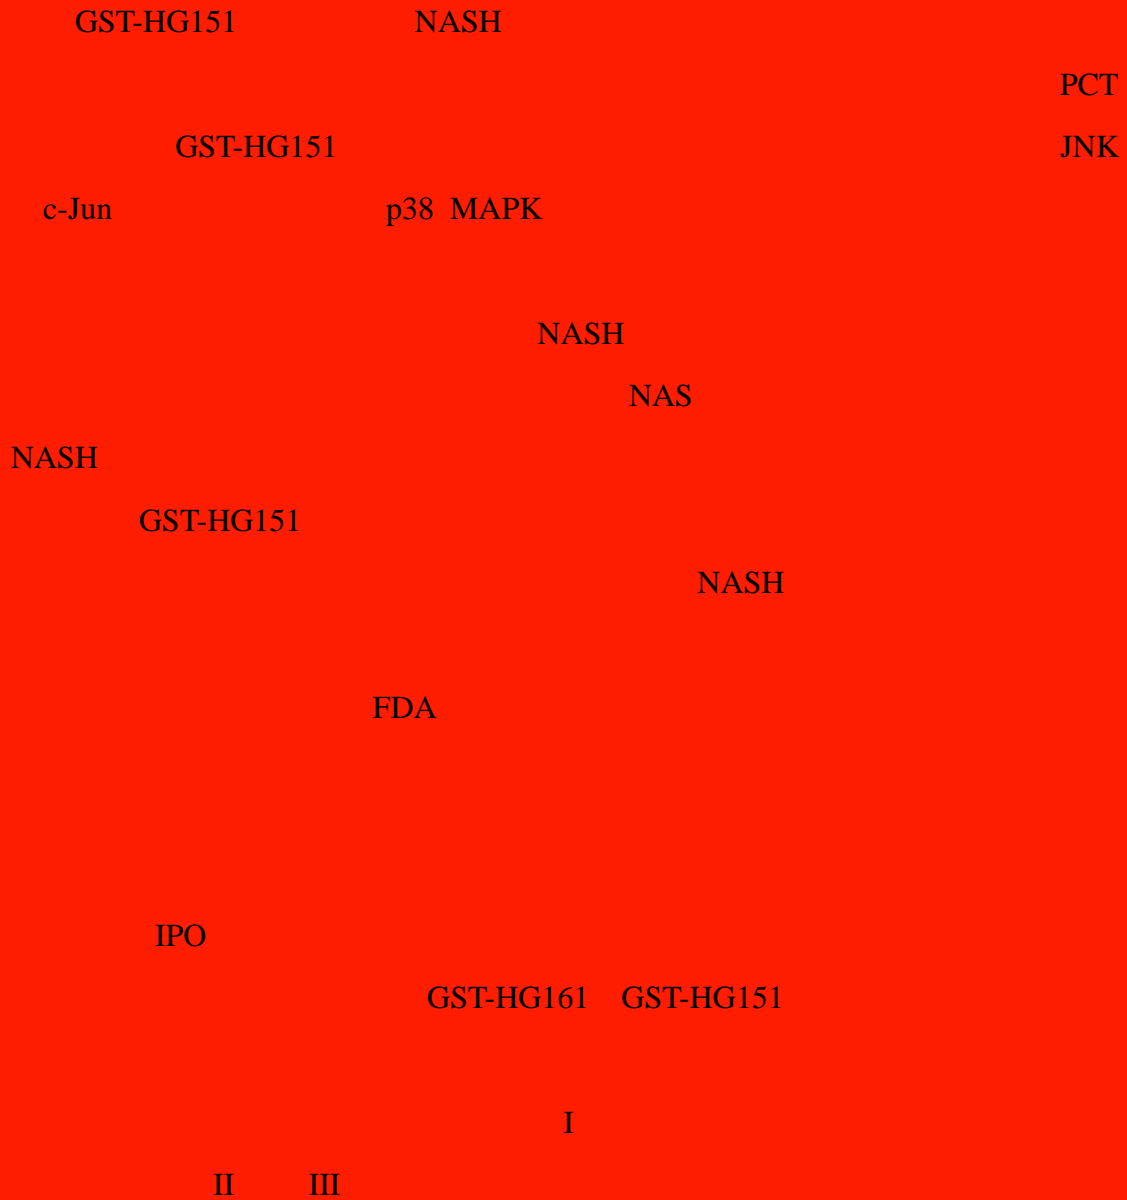 GST-HG151 NASH
PCT
GST-HG151 JNK
c-Jun p38 MAPK
NASH
NAS
NASH
GST-HG151
NASH
FDA
IPO
GST-HG161 GST-HG151
I
II III